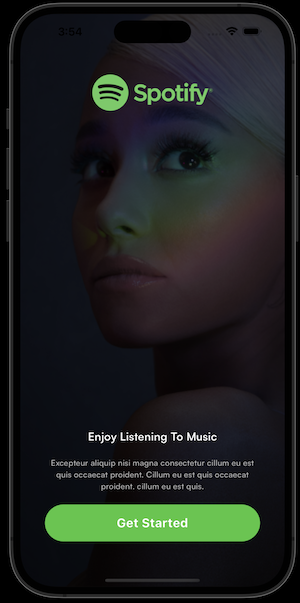 3:54
Spotify®
Enjoy Listening To Music
Excepteur aliquip nisi magna consectetur cillum eu est
quis occaecat proident. Cillum eu est quis occaecat
proident. cillum eu est quis.
Get Started